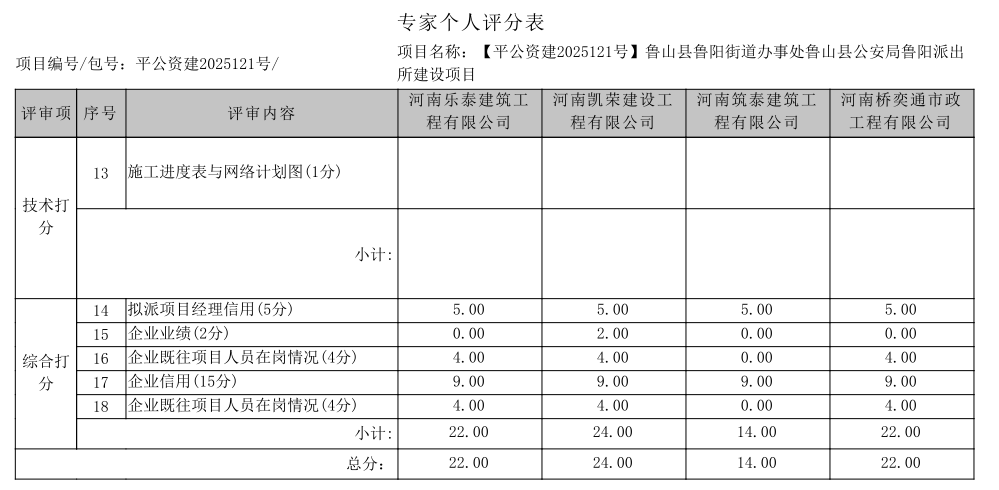 专家个人评分表
项目编号/包号：平公资建2025121号/
项目名称：【平公资建2025121号】鲁山县鲁阳街道办事处鲁山县公安局鲁阳派出
所建设项目
评审项 序号 评审内容 河南乐泰建筑工程有限公司 河南凯荣建设工程有限公司 河南筑泰建筑工程有限公司 河南桥奕通市政工程有限公司
技术打分
13 施工进度表与网络计划图(1分)
小计:
综合打分
14 拟派项目经理信用(5分) 5.00 5.00 5.00 5.00
15 企业业绩(2分) 0.00 2.00 0.00 0.00
16 企业既往项目人员在岗情况(4分) 4.00 4.00 0.00 4.00
17 企业信用(15分) 9.00 9.00 9.00 9.00
18 企业既往项目人员在岗情况(4分) 4.00 4.00 0.00 4.00
小计: 22.00 24.00 14.00 22.00
总分： 22.00 24.00 14.00 22.00